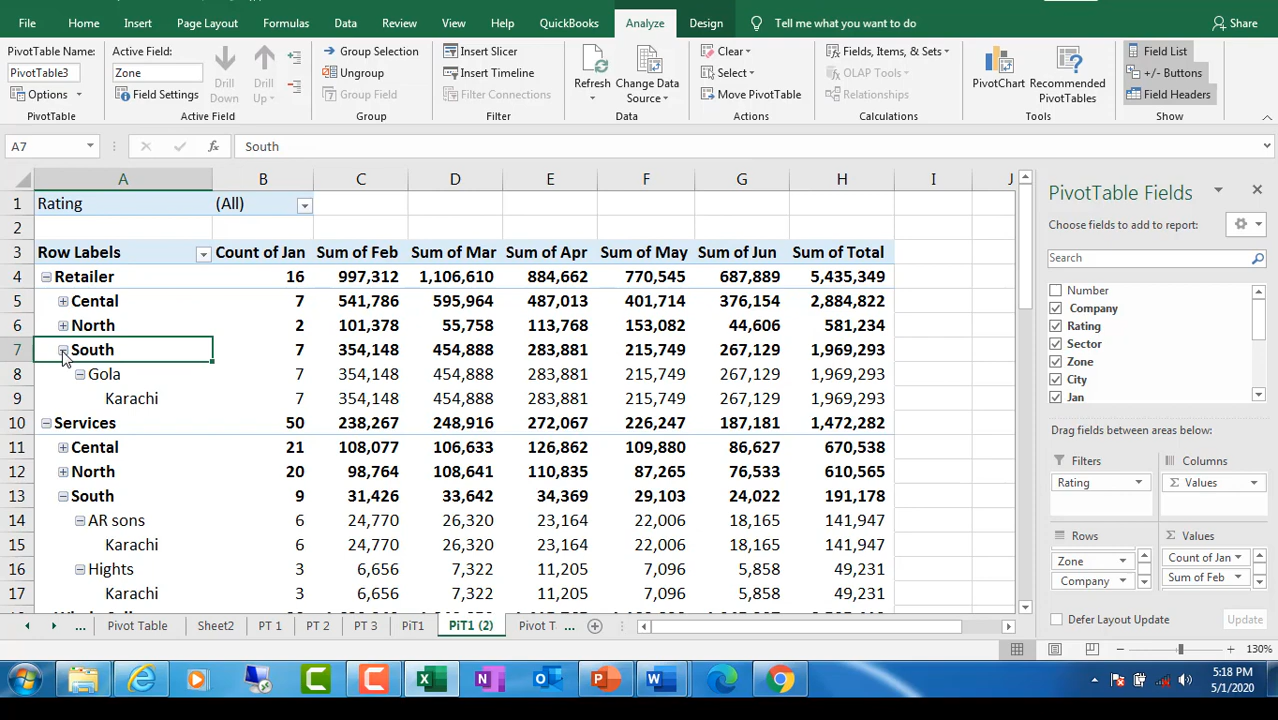 File Home Insert Page Layout Formulas Data Review View Help QuickBooks Analyze Design Tell me what you want to do Share
PivotTable Name:
PivotTable3
Options
PivotTable
Active Field:
Zone
Field Settings
Drill Down
Drill Up
Active Field
Group Selection
Ungroup
Group Field
Group
Insert Slicer
Insert Timeline
Filter Connections
Filter
Refresh
Change Data Source
Data
Clear
Select
Move PivotTable
Actions
Fields, Items, & Sets
OLAP Tools
Relationships
Calculations
PivotChart
Recommended PivotTables
Tools
Field List
+/- Buttons
Field Headers
Show
A7 fx South
A B C D E F G H I J
1 Rating (All)
2
3 Row Labels Count of Jan Sum of Feb Sum of Mar Sum of Apr Sum of May Sum of Jun Sum of Total
4 Retailer 16 997,312 1,106,610 884,662 770,545 687,889 5,435,349
5 Cental 7 541,786 595,964 487,013 401,714 376,154 2,884,822
6 North 2 101,378 55,758 113,768 153,082 44,606 581,234
7 South 7 354,148 454,888 283,881 215,749 267,129 1,969,293
8 Gola 7 354,148 454,888 283,881 215,749 267,129 1,969,293
9 Karachi 7 354,148 454,888 283,881 215,749 267,129 1,969,293
10 Services 50 238,267 248,916 272,067 226,247 187,181 1,472,282
11 Cental 21 108,077 106,633 126,862 109,880 86,627 670,538
12 North 20 98,764 108,641 110,835 87,265 76,533 610,565
13 South 9 31,426 33,642 34,369 29,103 24,022 191,178
14 AR sons 6 24,770 26,320 23,164 22,006 18,165 141,947
15 Karachi 6 24,770 26,320 23,164 22,006 18,165 141,947
16 Hights 3 6,656 7,322 11,205 7,096 5,858 49,231
17 Karachi 3 6,656 7,322 11,205 7,096 5,858 49,231
PivotTable Fields
Choose fields to add to report:
Search
Number
Company
Rating
Sector
Zone
City
Jan
Drag fields between areas below:
Filters
Rating
Columns
Σ Values
Rows
Zone
Company
Σ Values
Count of Jan
Sum of Feb
Defer Layout Update Update
... Pivot Table Sheet2 PT 1 PT 2 PT 3 PiT1 PiT1 (2) Pivot T ...
130%
5:18 PM
5/1/2020